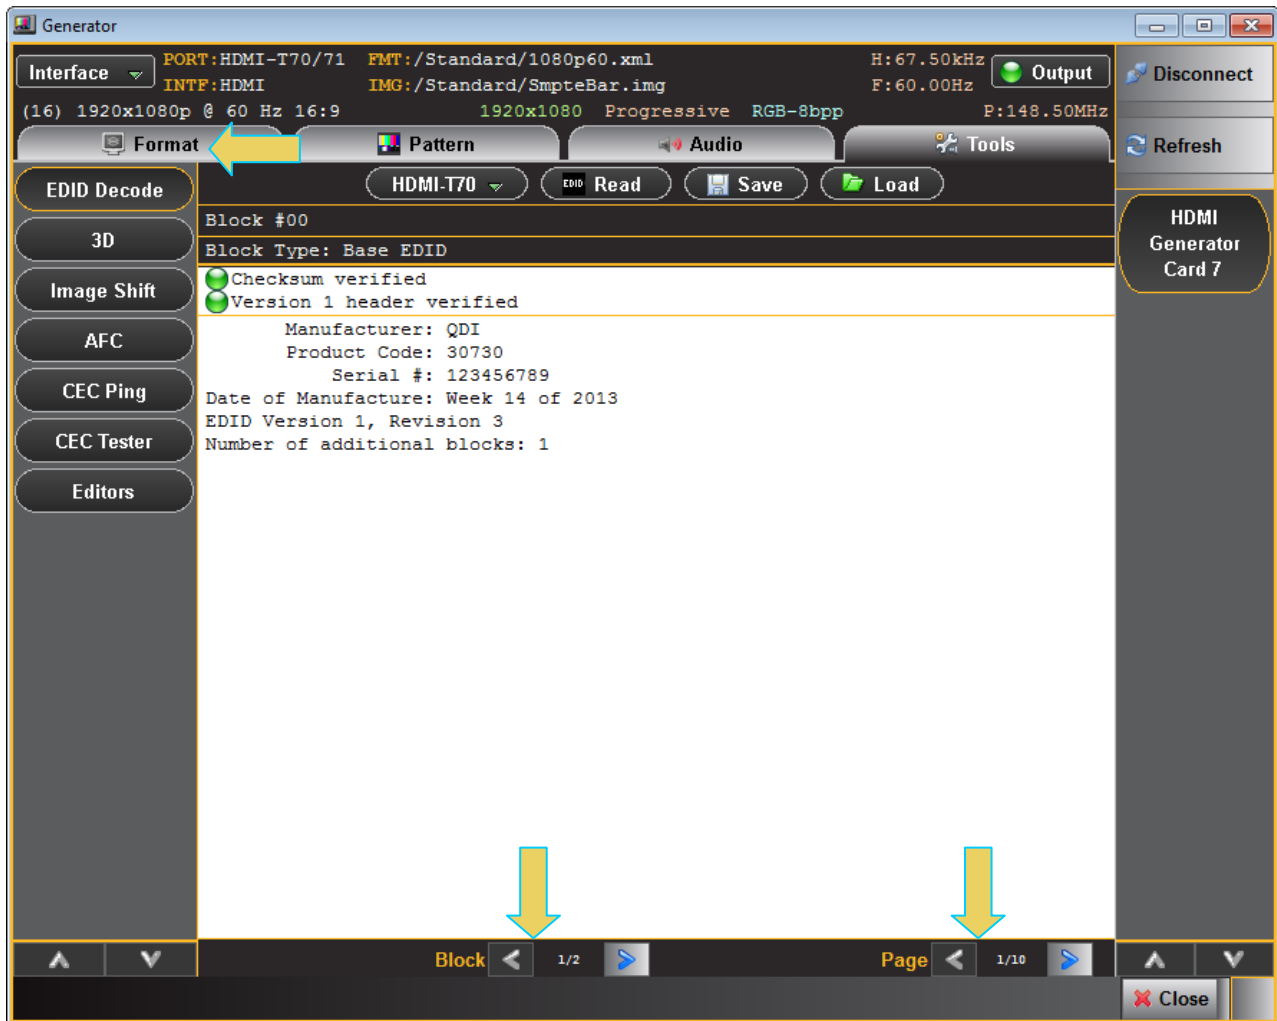 Generator
Interface
PORT:HDMI-T70/71 FMT:/Standard/1080p60.xml H:67.50kHz
INTF:HDMI IMG:/Standard/SmpteBar.img F:60.00Hz
Output
Disconnect
(16) 1920x1080p @ 60 Hz 16:9 1920x1080 Progressive RGB-8bpp P:148.50MHz
Format Pattern Audio Tools
Refresh
EDID Decode
HDMI-T70 EDID Read Save Load
Block #00
3D
Block Type: Base EDID
HDMI
Generator
Card 7
Checksum verified
Image Shift
Version 1 header verified
Manufacturer: QDI
AFC
Product Code: 30730
Serial #: 123456789
CEC Ping
Date of Manufacture: Week 14 of 2013
EDID Version 1, Revision 3
CEC Tester
Number of additional blocks: 1
Editors
Block 1/2 Page 1/10
Close